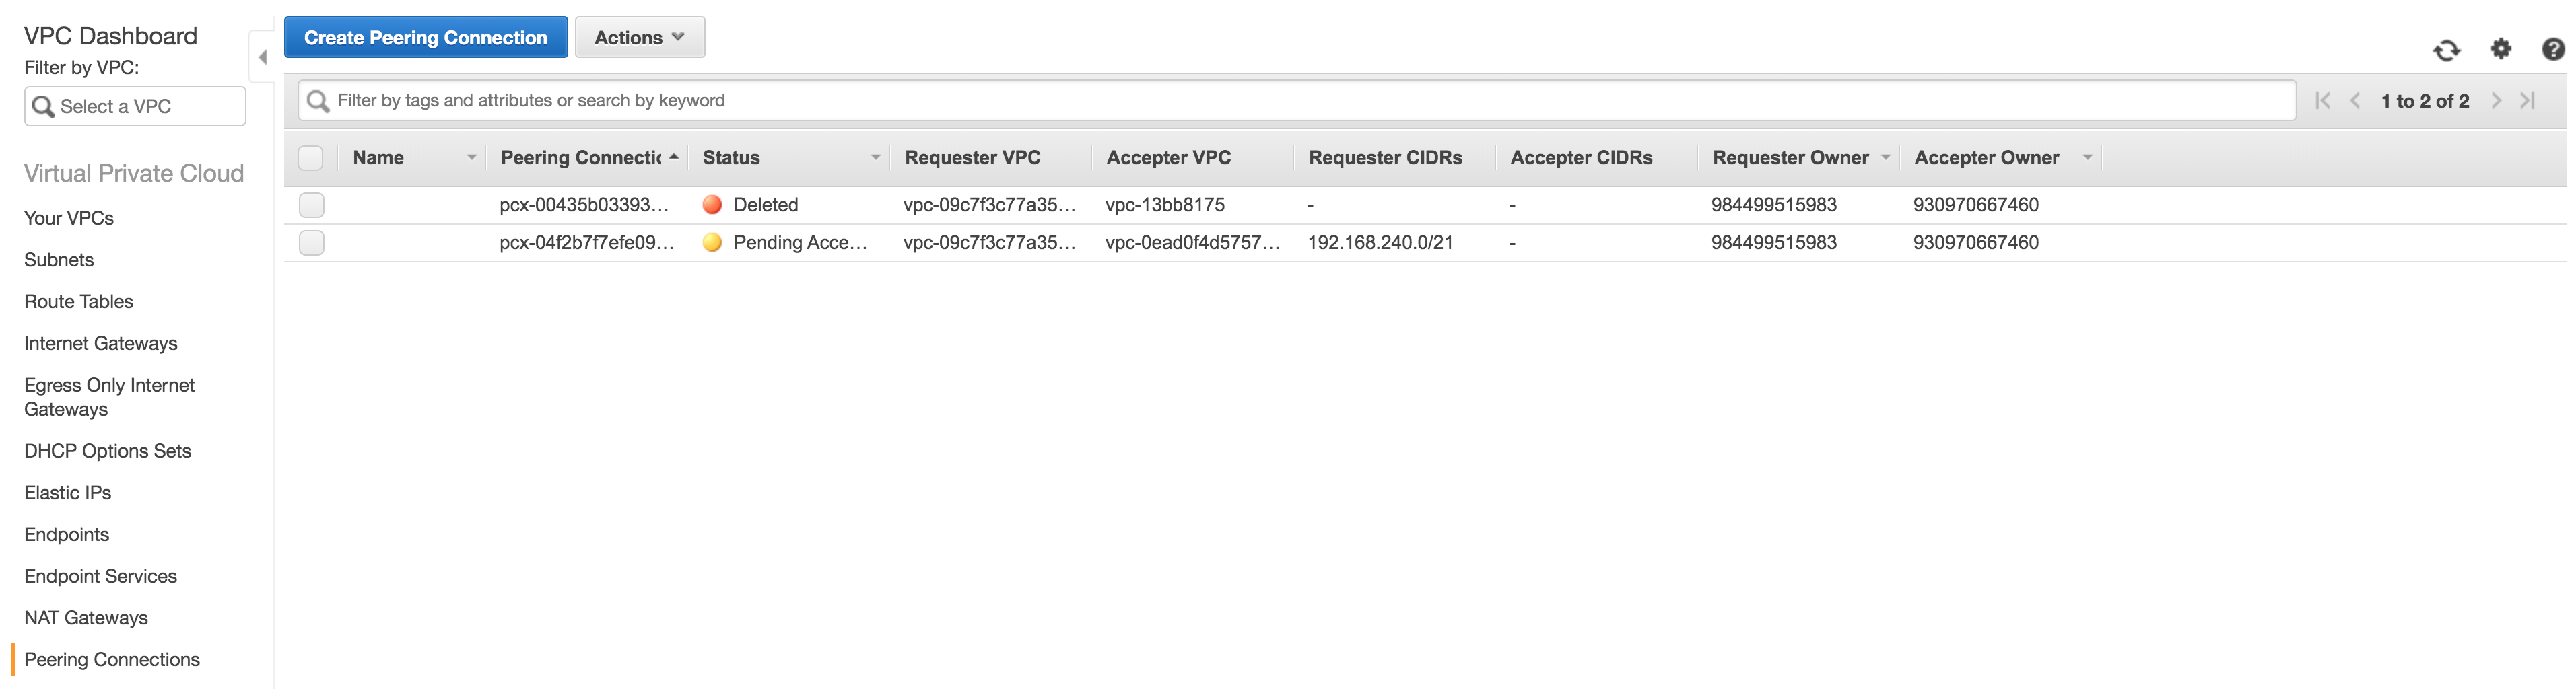 VPC Dashboard
Filter by VPC:
Select a VPC
Virtual Private Cloud
Your VPCs
Subnets
Route Tables
Internet Gateways
Egress Only Internet
Gateways
DHCP Options Sets
Elastic IPs
Endpoints
Endpoint Services
NAT Gateways
Peering Connections
Create Peering Connection Actions
Filter by tags and attributes or search by keyword 1 to 2 of 2
Name Peering Connectic Status Requester VPC Accepter VPC Requester CIDRs Accepter CIDRs Requester Owner Accepter Owner
pcx-00435b03393... Deleted vpc-09c7f3c77a35... vpc-13bb8175 - - 984499515983 930970667460
pcx-04f2b7f7efe09... Pending Acce... vpc-09c7f3c77a35... vpc-0ead0f4d5757... 192.168.240.0/21 - 984499515983 930970667460